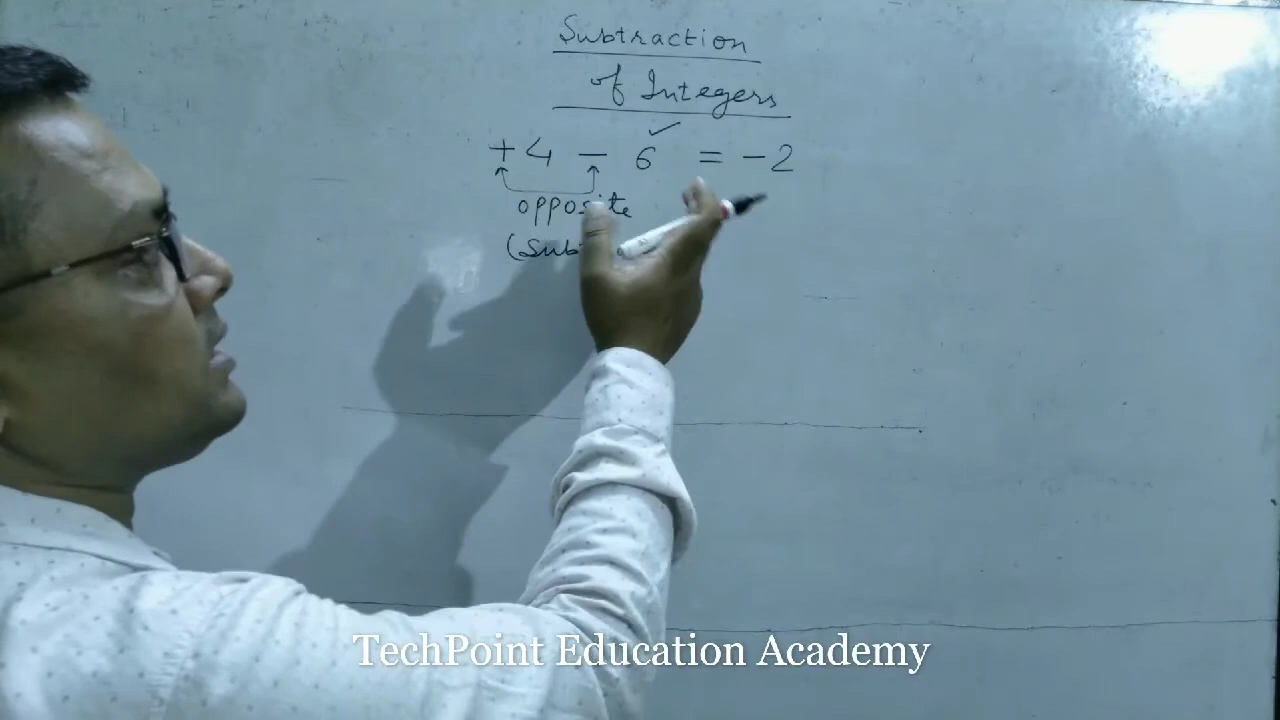 Subtraction
of Integers
+4 - 6 = -2
opposite
TechPoint Education Academy